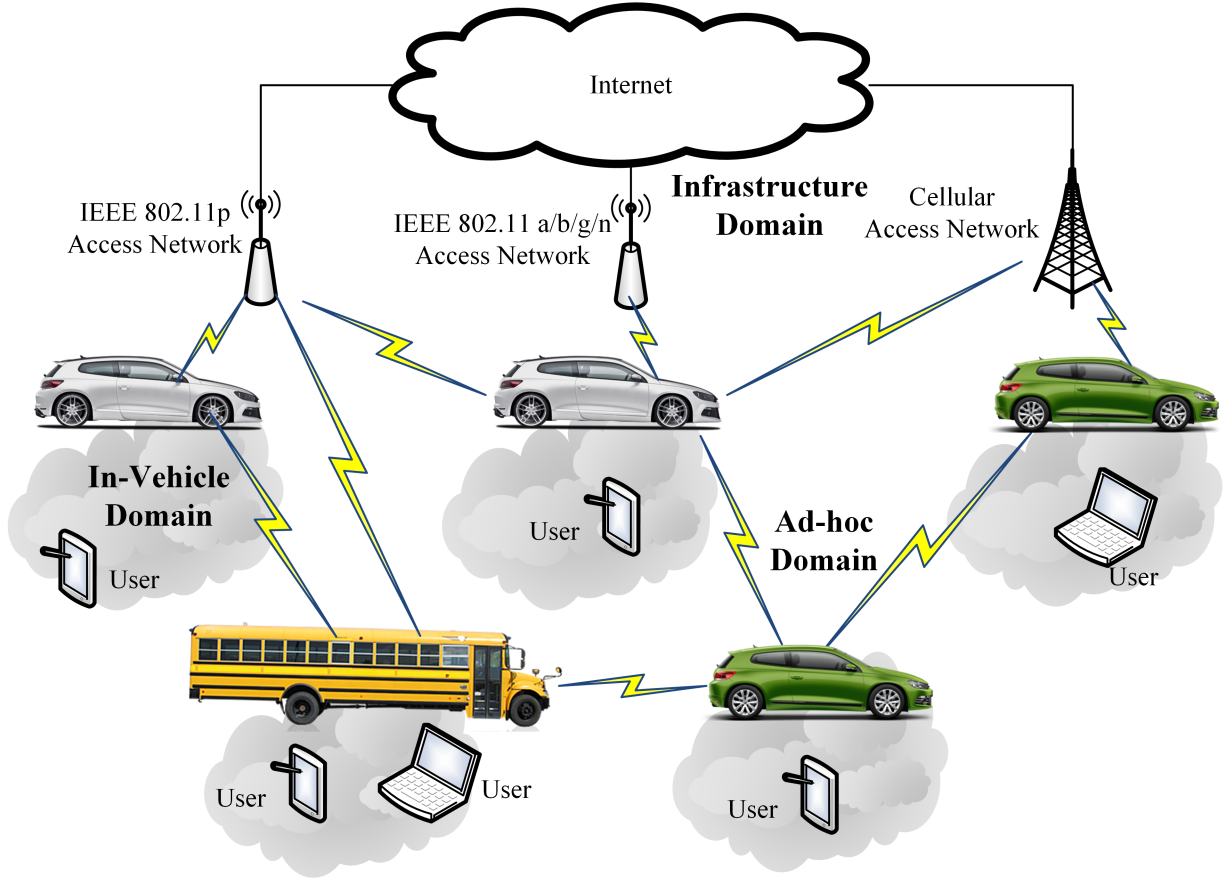 Internet
Infrastructure
Domain
IEEE 802.11p
Access Network
IEEE 802.11 a/b/g/n
Access Network
Cellular
Access Network
In-Vehicle
Domain
User
User
Ad-hoc
Domain
User
User
User
User